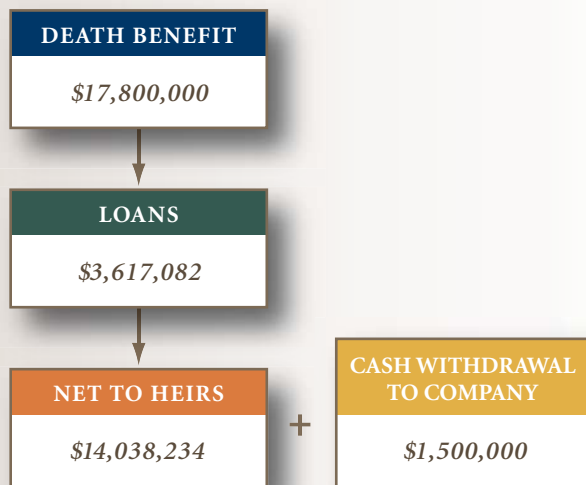 DEATH BENEFIT
$17,800,000
LOANS
$3,617,082
NET TO HEIRS
$14,038,234
+
CASH WITHDRAWAL
TO COMPANY
$1,500,000